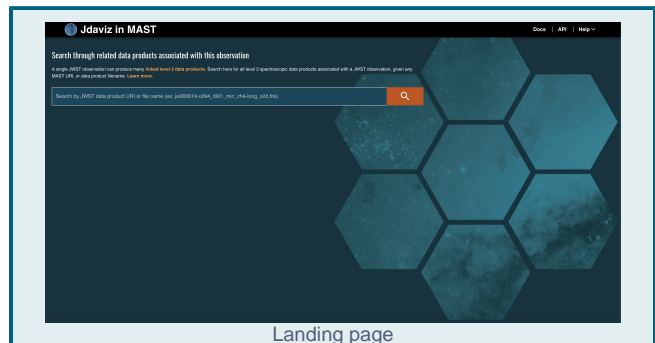 Jdaviz in MAST
Docs | API | Help
Search through related data products associated with this observation
A single JWST observation can produce many linked level 3 data products. Search here for all level 3 spectroscopic data products associated with a JWST observation, given any
MAST URI, or data product filename. Learn more.
Search by JWST data product URI or file name (ex: jw000619-o094_t001_miri_ch4-long_s2d.fits)
Landing page